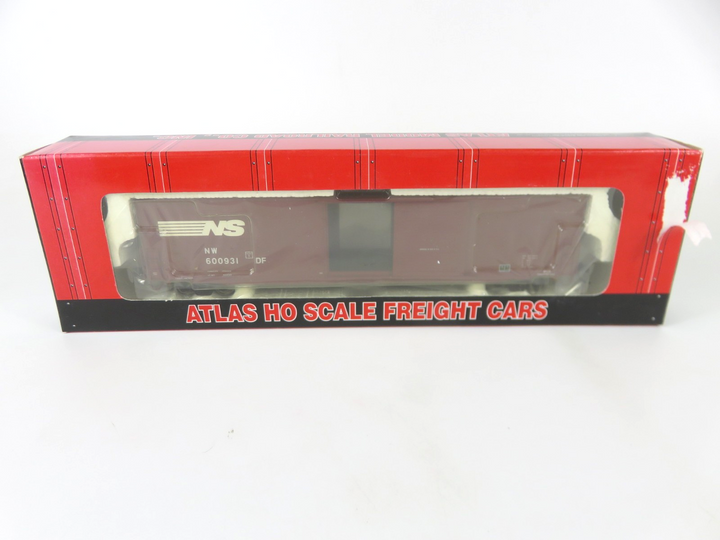 NS
NW
600931 DF
ATLAS HO SCALE FREIGHT CARS